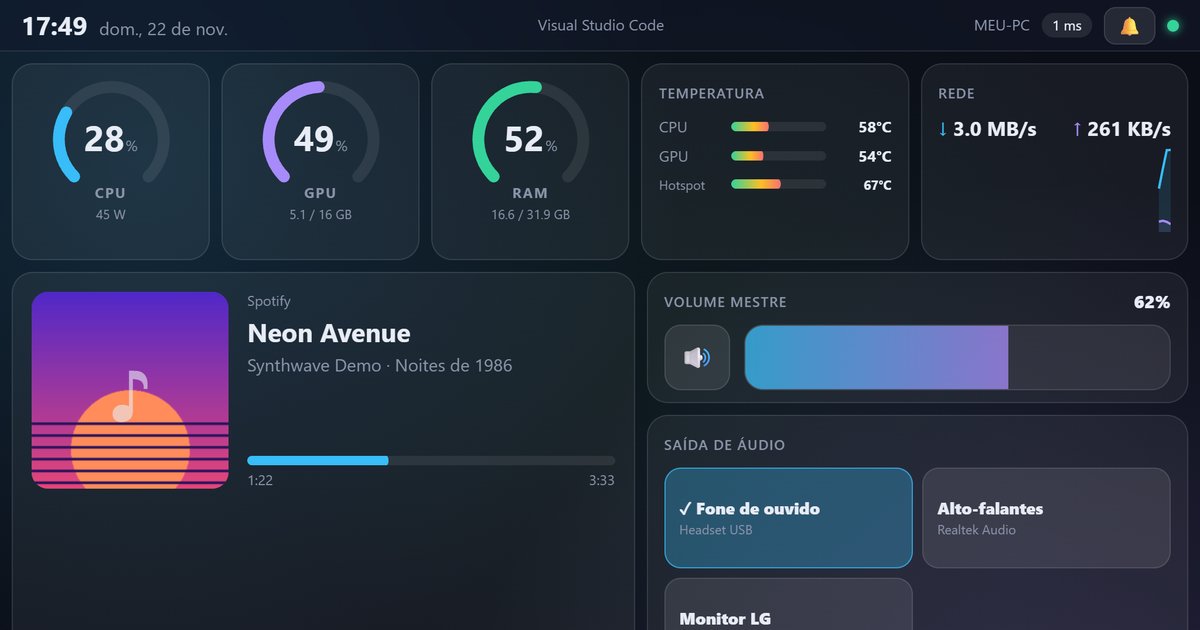 17:49 dom., 22 de nov.
Visual Studio Code
MEU-PC 1 ms
28%
CPU
45 W
49%
GPU
5.1 / 16 GB
52%
RAM
16.6 / 31.9 GB
TEMPERATURA
CPU 58°C
GPU 54°C
Hotspot 67°C
REDE
↓ 3.0 MB/s ↑ 261 KB/s
Spotify
Neon Avenue
Synthwave Demo · Noites de 1986
1:22 3:33
VOLUME MESTRE 62%
SAÍDA DE ÁUDIO
✓ Fone de ouvido
Headset USB
Alto-falantes
Realtek Audio
Monitor LG